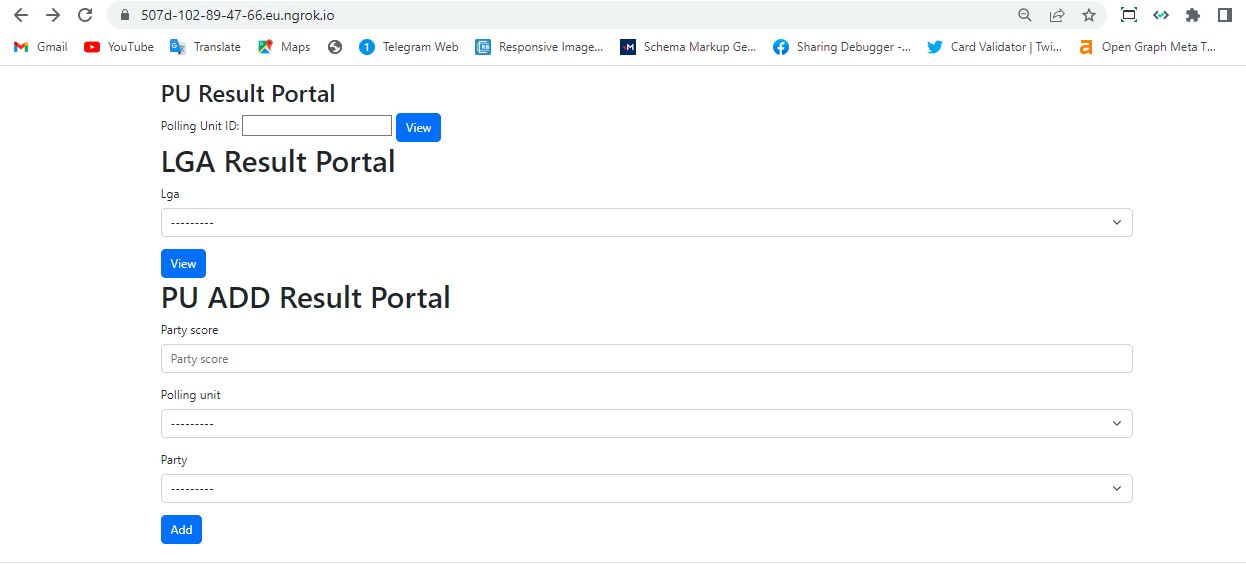 507d-102-89-47-66.eu.ngrok.io
Gmail YouTube Translate Maps 1 Telegram Web RB Responsive Image... M Schema Markup Ge... Sharing Debugger -... Card Validator | Twi... a Open Graph Meta T...
PU Result Portal
Polling Unit ID: View
LGA Result Portal
Lga
---------
View
PU ADD Result Portal
Party score
Party score
Polling unit
---------
Party
---------
Add